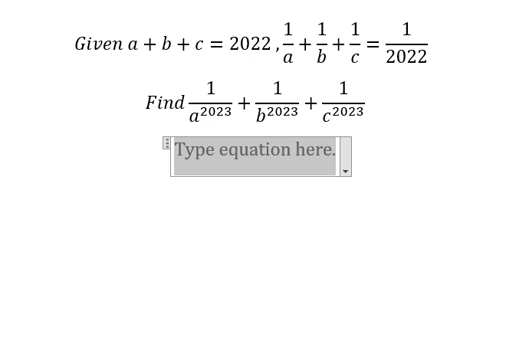 Given a + b + c = 2022 , 1/a + 1/b + 1/c = 1/2022
Find 1/a^2023 + 1/b^2023 + 1/c^2023
Type equation here.